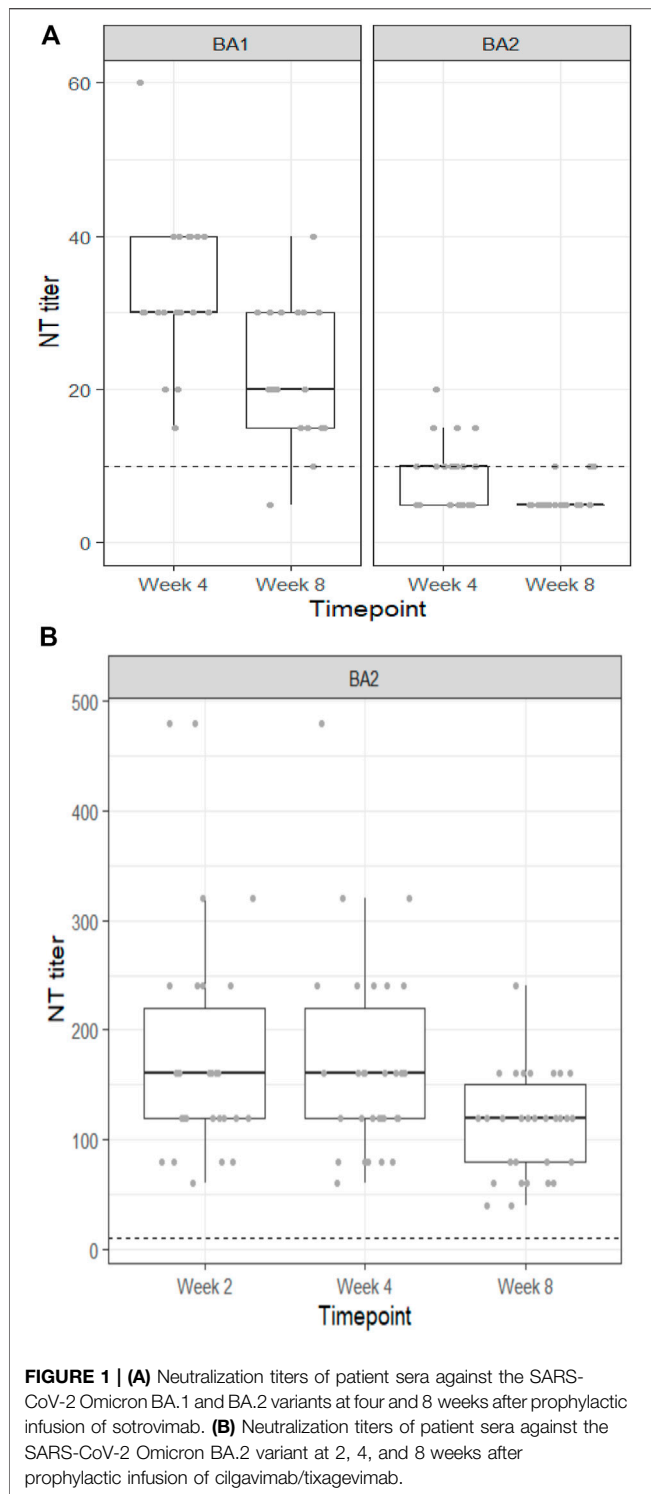 A
BA1
BA2
60
40
20
0
NT titer
Week 4
Week 8
Week 4
Week 8
Timepoint
B
BA2
500
400
300
200
100
0
NT titer
Week 2
Week 4
Week 8
Timepoint
FIGURE 1 | (A) Neutralization titers of patient sera against the SARS-
CoV-2 Omicron BA.1 and BA.2 variants at four and 8 weeks after prophylactic
infusion of sotrovimab. (B) Neutralization titers of patient sera against the
SARS-CoV-2 Omicron BA.2 variant at 2, 4, and 8 weeks after
prophylactic infusion of cilgavimab/tixagevimab.